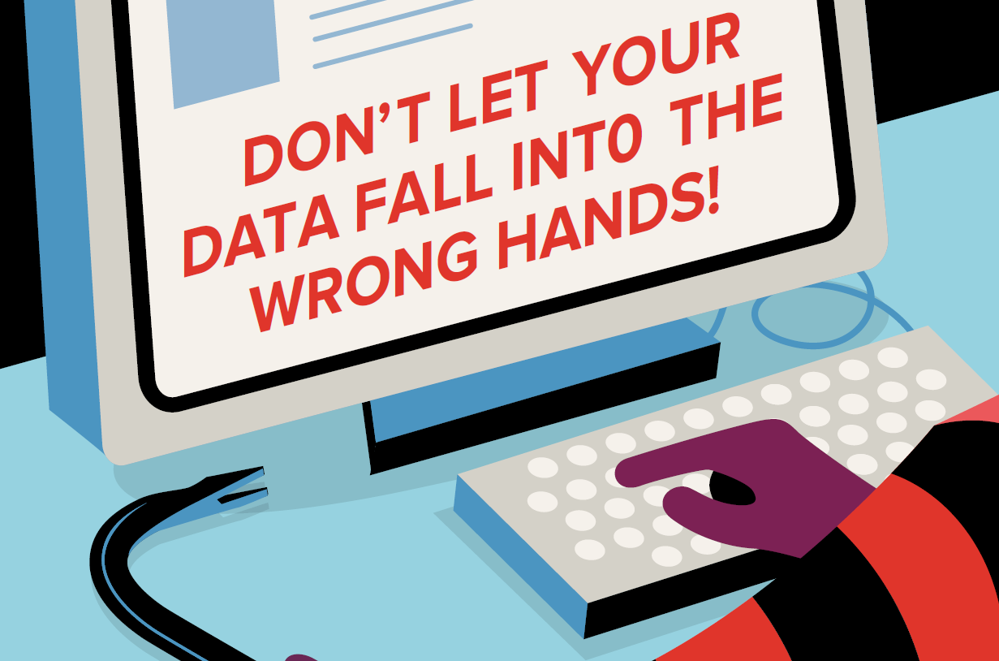 DON’T LET YOUR
DATA FALL INT0 THE
WRONG HANDS!